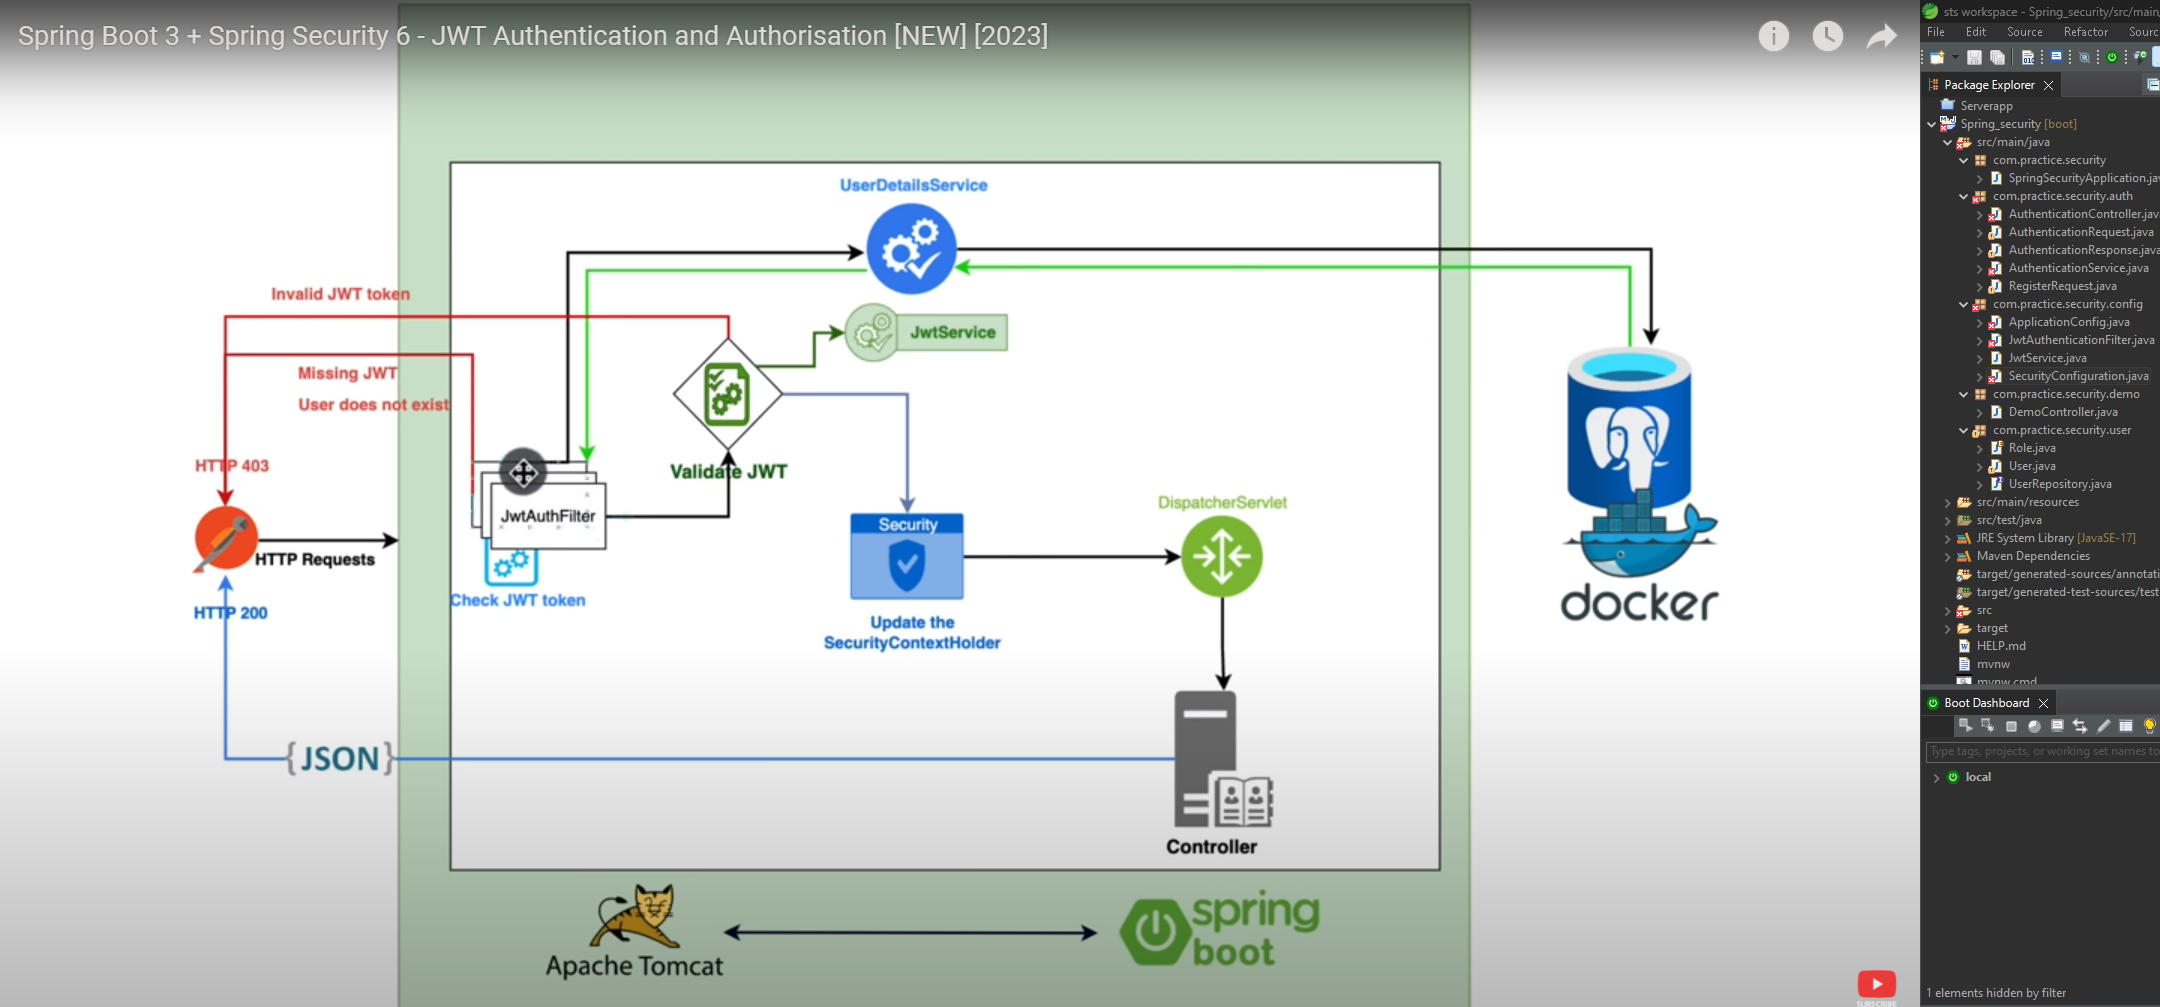 Spring Boot 3 + Spring Security 6 - JWT Authentication and Authorisation [NEW] [2023]
UserDetailsService
Invalid JWT token
JwtService
Missing JWT
User does not exist
HTTP 403
Validate JWT
JwtAuthFilter
HTTP Requests
Check JWT token
HTTP 200
Security
Update the
SecurityContextHolder
DispatcherServlet
docker
{JSON}
Controller
Apache Tomcat
spring
boot
SUBSCRIBE
sts workspace - Spring_security/src/main
File Edit Source Refactor Sourc
Package Explorer
Serverapp
Spring_security [boot]
src/main/java
com.practice.security
SpringSecurityApplication.jav
com.practice.security.auth
AuthenticationController.jav
AuthenticationRequest.java
AuthenticationResponse.java
AuthenticationService.java
RegisterRequest.java
com.practice.security.config
ApplicationConfig.java
JwtAuthenticationFilter.java
JwtService.java
SecurityConfiguration.java
com.practice.security.demo
DemoController.java
com.practice.security.user
Role.java
User.java
UserRepository.java
src/main/resources
src/test/java
JRE System Library [JavaSE-17]
Maven Dependencies
target/generated-sources/annotati
target/generated-test-sources/test
src
target
HELP.md
mvnw
mvnw.cmd
Boot Dashboard
Type tags, projects, or working set names to
local
1 elements hidden by filter